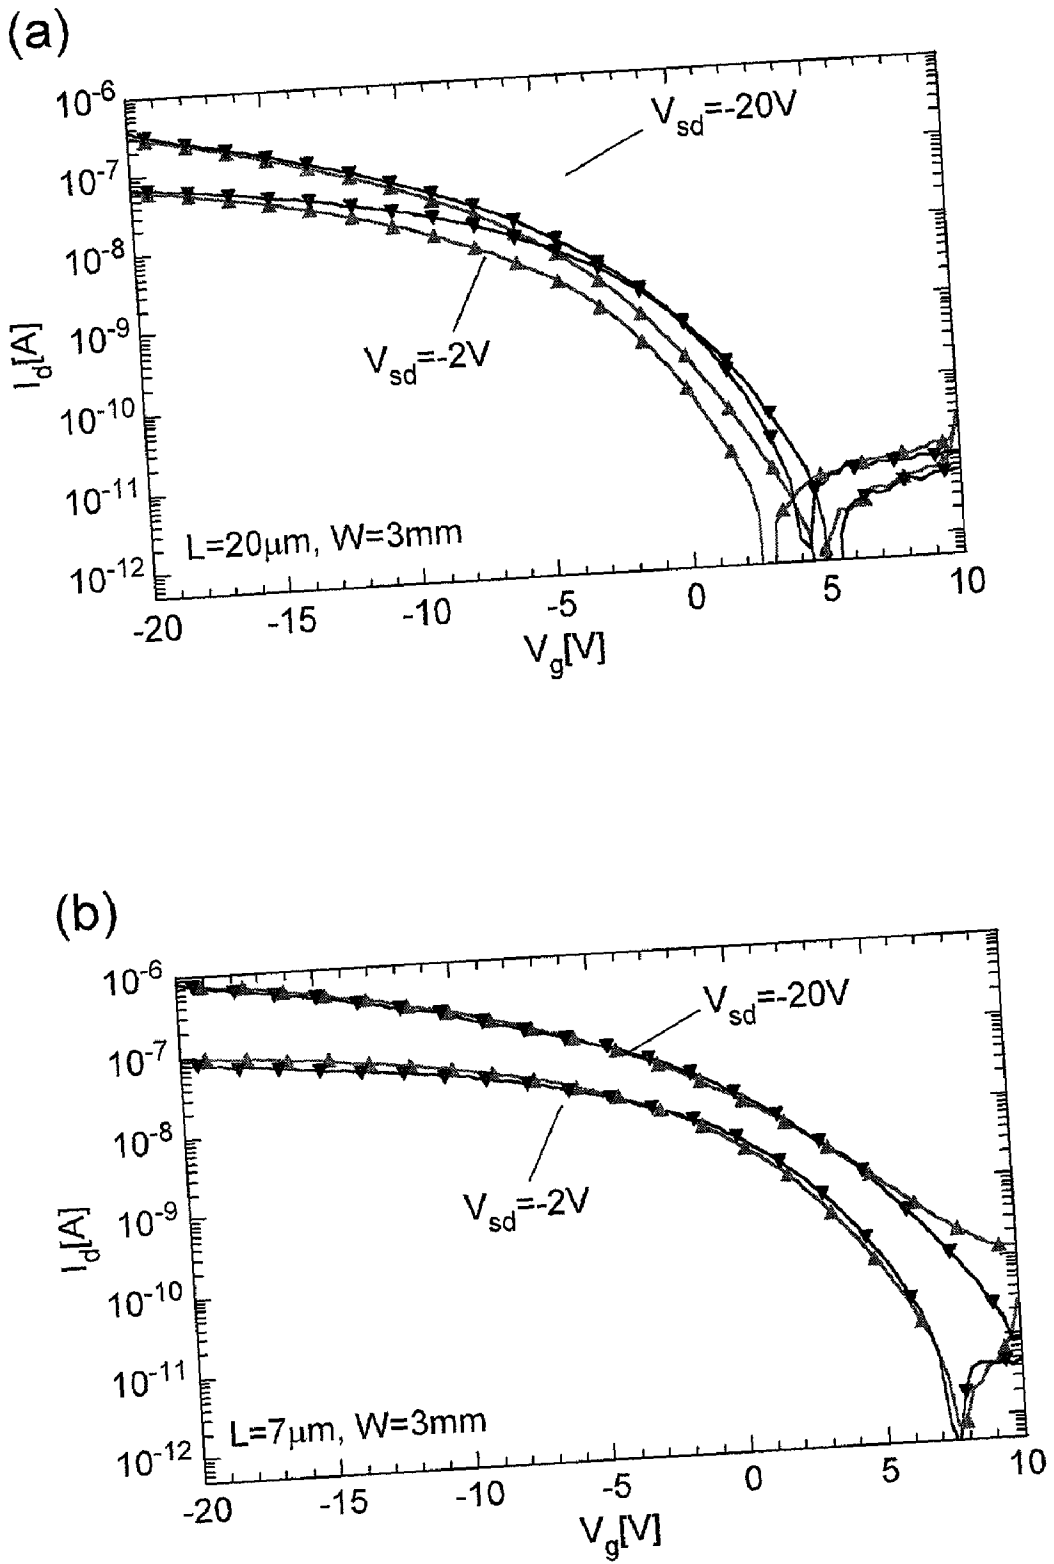 (a)
10-6
10-7
10-8
10-9
10-10
10-11
10-12
Id[A]
Vsd=-20V
Vsd=-2V
L=20μm, W=3mm
-20 -15 -10 -5 0 5 10
Vg[V]
(b)
10-6
10-7
10-8
10-9
10-10
10-11
10-12
Id[A]
Vsd=-20V
Vsd=-2V
L=7μm, W=3mm
-20 -15 -10 -5 0 5 10
Vg[V]